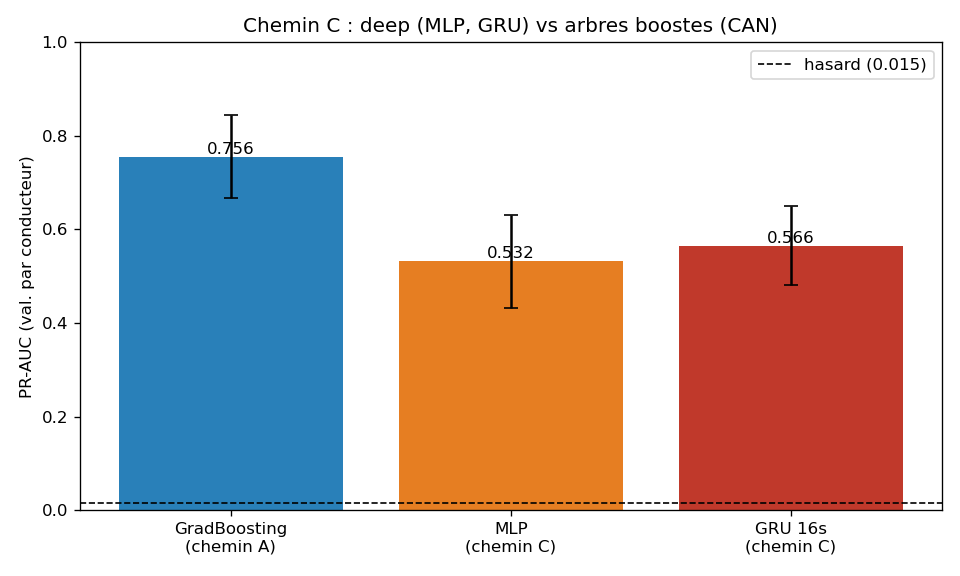 Chemin C : deep (MLP, GRU) vs arbres boostes (CAN)
PR-AUC (val. par conducteur)
1.0
0.8
0.6
0.4
0.2
0.0
hasard (0.015)
0.756
0.532
0.566
GradBoosting
(chemin A)
MLP
(chemin C)
GRU 16s
(chemin C)